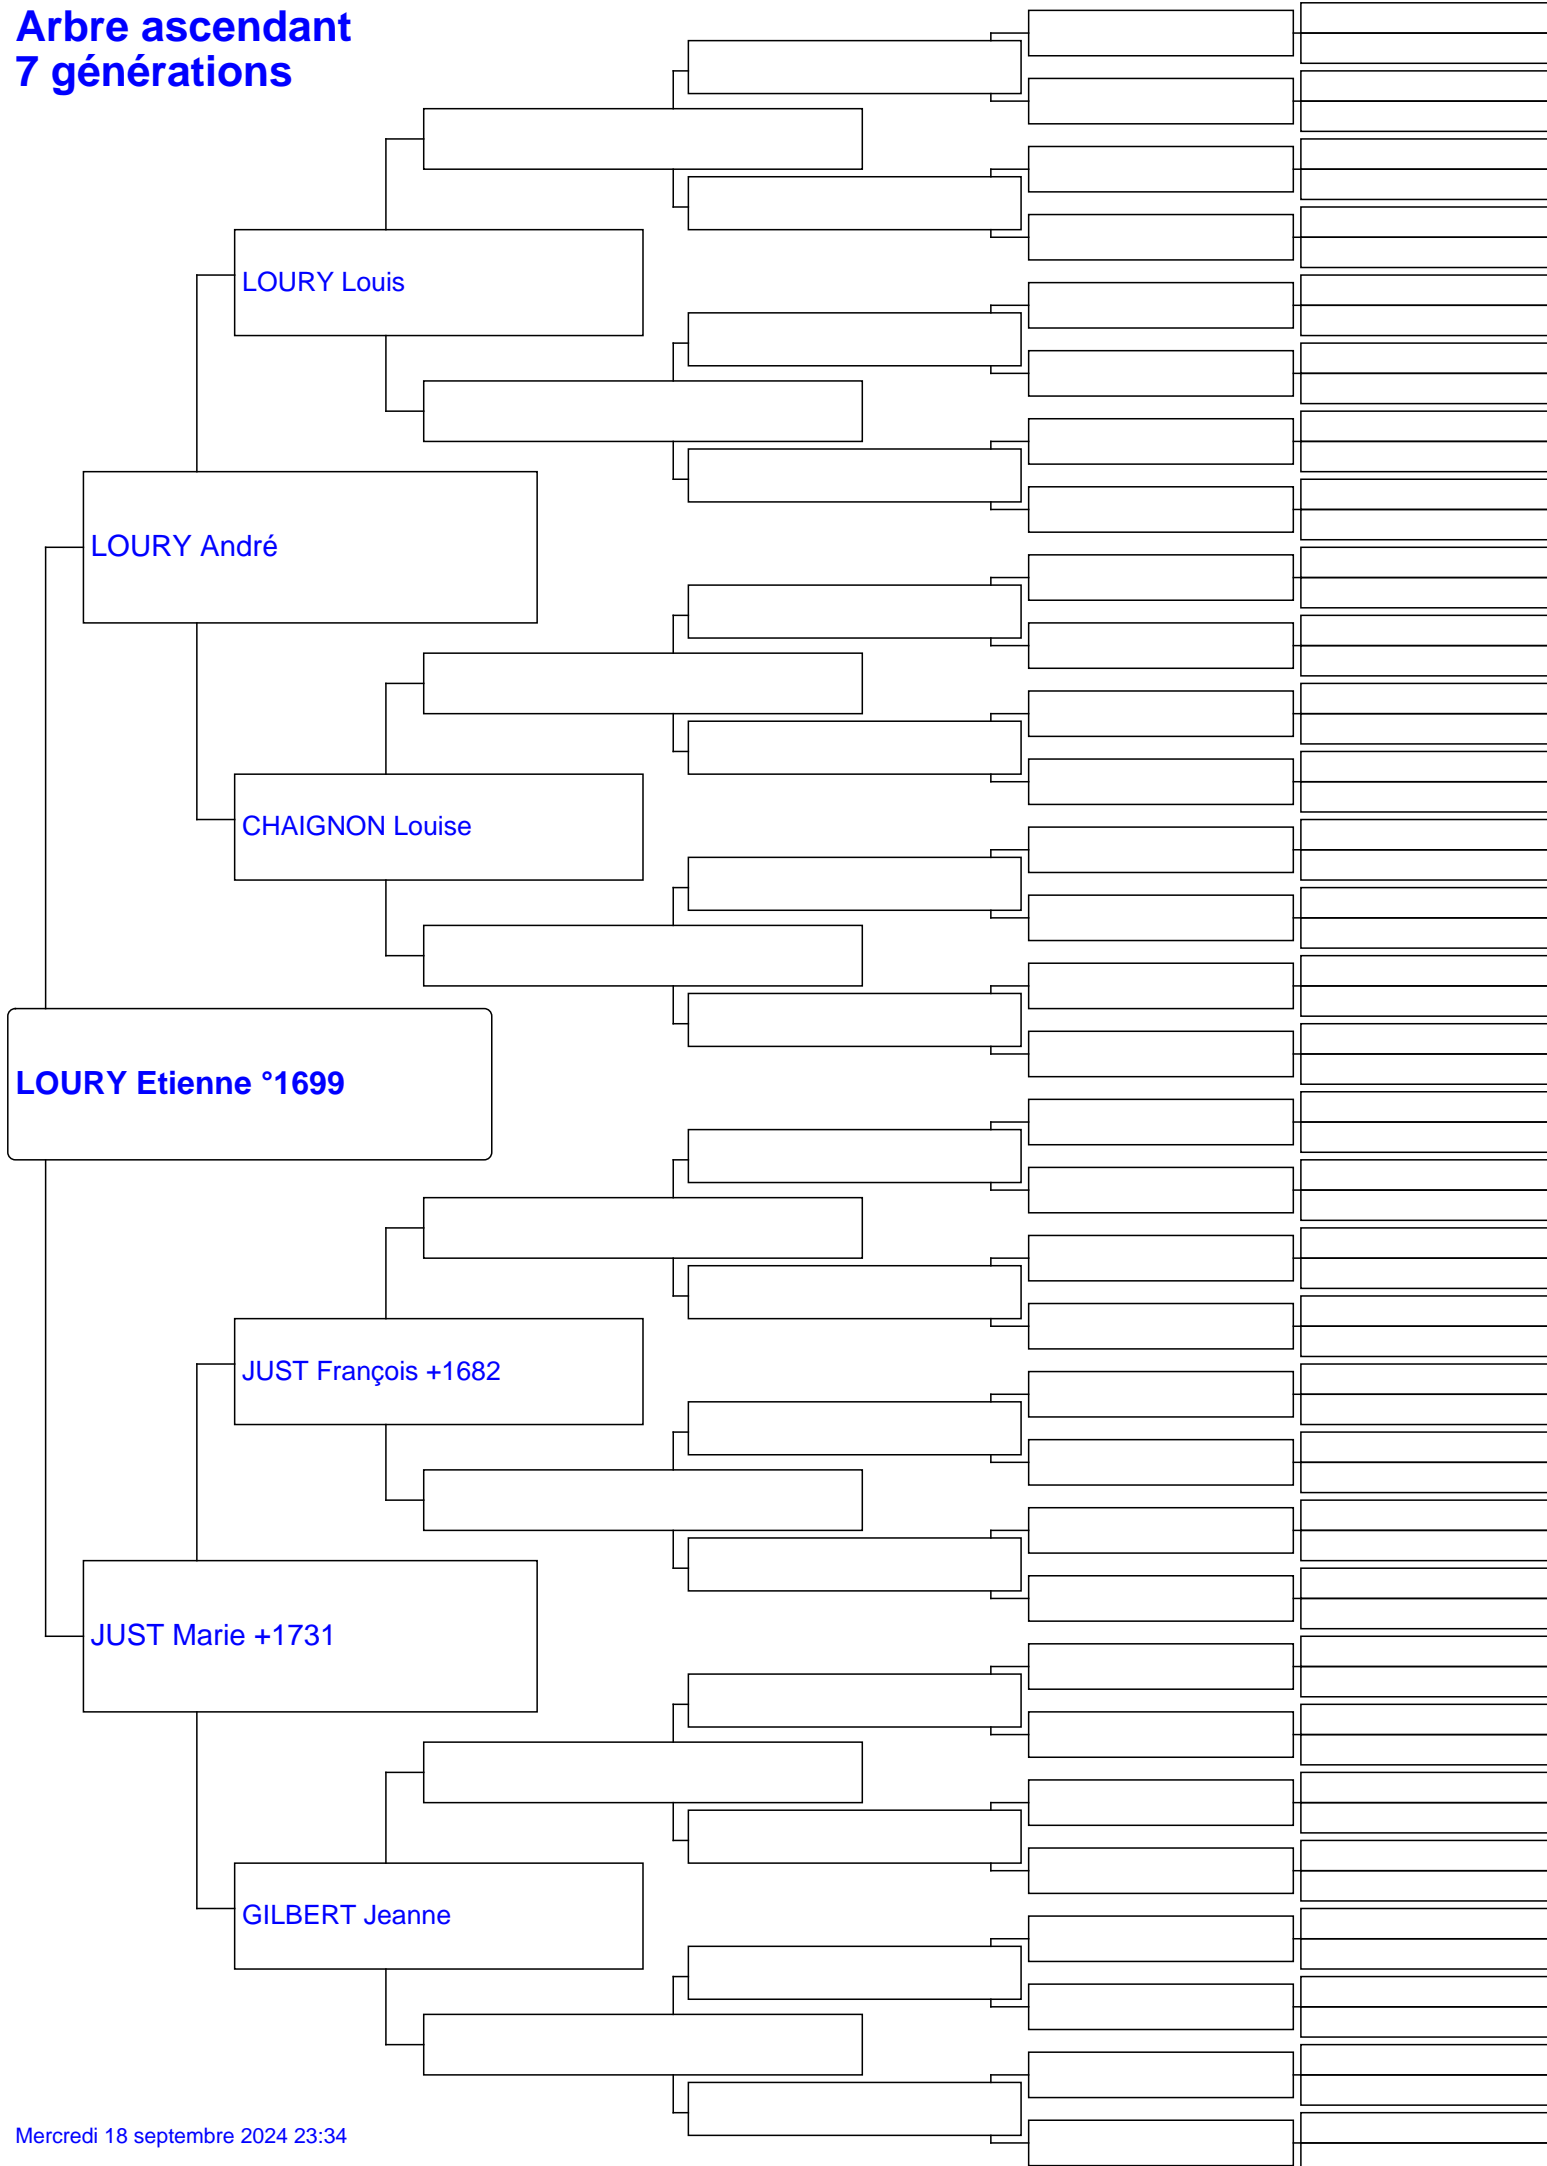 Arbre ascendant
7 générations
LOURY Louis
LOURY André
CHAIGNON Louise
LOURY Etienne °1699
JUST François +1682
JUST Marie +1731
GILBERT Jeanne
Mercredi 18 septembre 2024 23:34